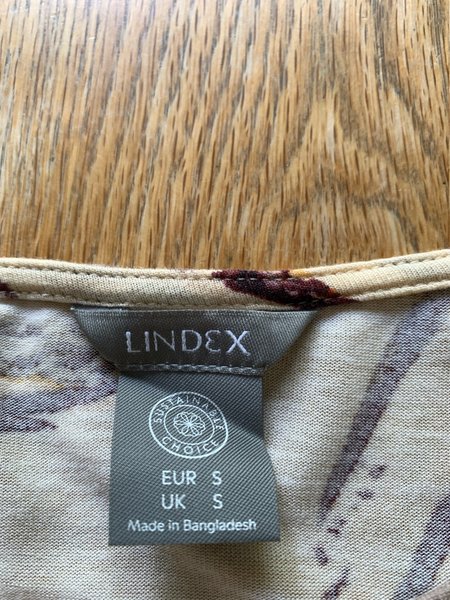 LINDEX
SUSTAINABLE
CHOICE
EUR S
UK S
Made in Bangladesh